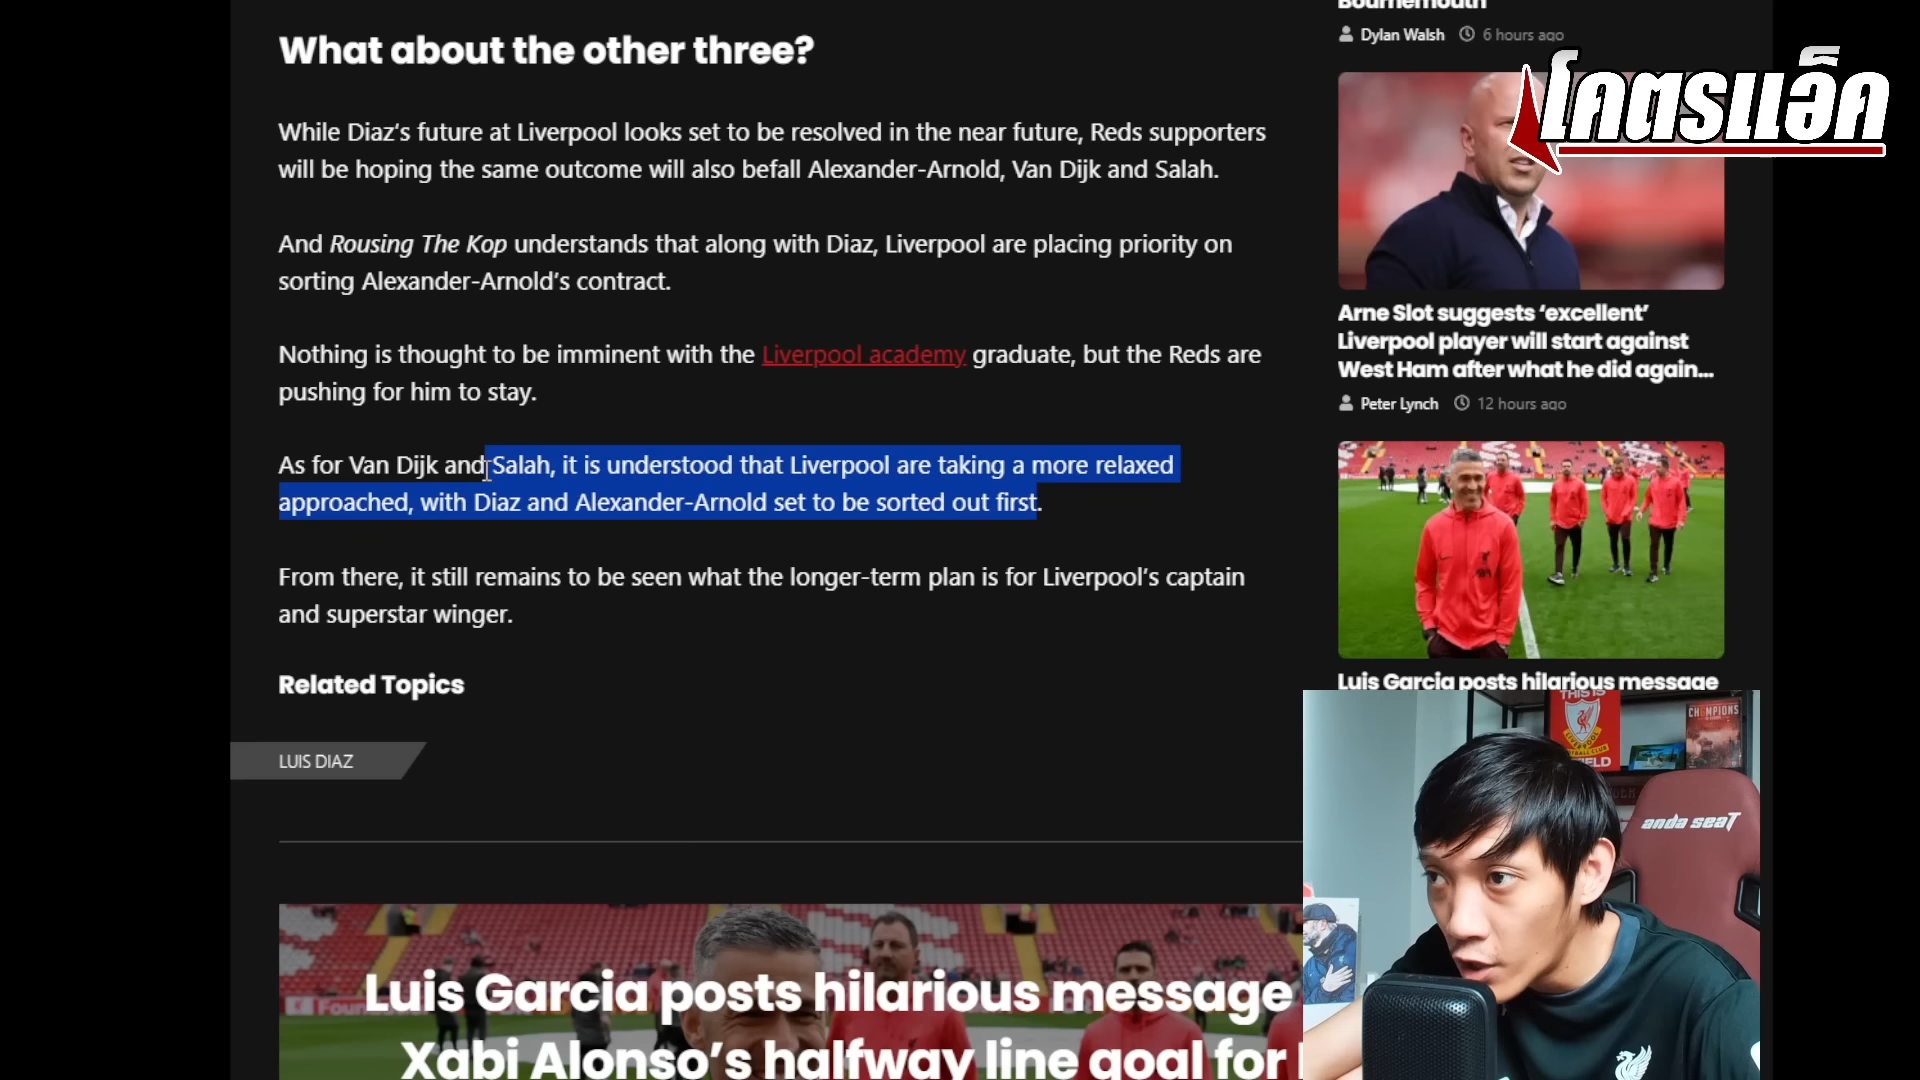 What about the other three?
While Diaz’s future at Liverpool looks set to be resolved in the near future, Reds supporters
will be hoping the same outcome will also befall Alexander-Arnold, Van Dijk and Salah.
And Rousing The Kop understands that along with Diaz, Liverpool are placing priority on
sorting Alexander-Arnold’s contract.
Nothing is thought to be imminent with the Liverpool academy graduate, but the Reds are
pushing for him to stay.
As for Van Dijk and Salah, it is understood that Liverpool are taking a more relaxed
approached, with Diaz and Alexander-Arnold set to be sorted out first.
From there, it still remains to be seen what the longer-term plan is for Liverpool’s captain
and superstar winger.
Related Topics
LUIS DIAZ
Luis Garcia posts hilarious message
Xabi Alonso’s halfway line goal for
Bournemouth
Dylan Walsh 6 hours ago
โคตรแอ็ค
Arne Slot suggests ‘excellent’
Liverpool player will start against
West Ham after what he did again...
Peter Lynch 12 hours ago
Luis Garcia posts hilarious message
THIS IS
CHAMPIONS
anda seaT